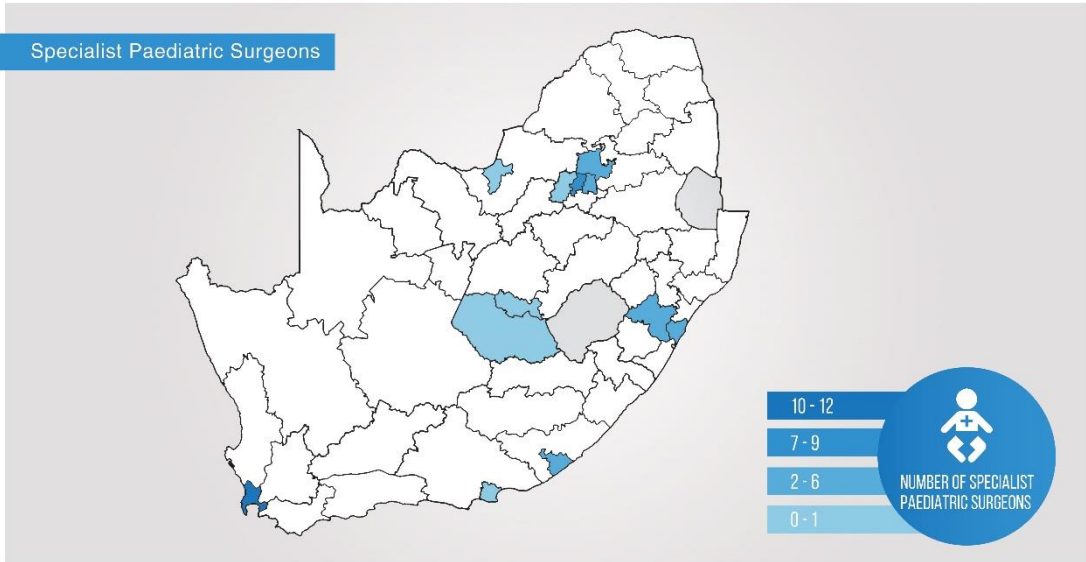 Specialist Paediatric Surgeons
10 - 12
7 - 9
2 - 6
0 - 1
NUMBER OF SPECIALIST
PAEDIATRIC SURGEONS